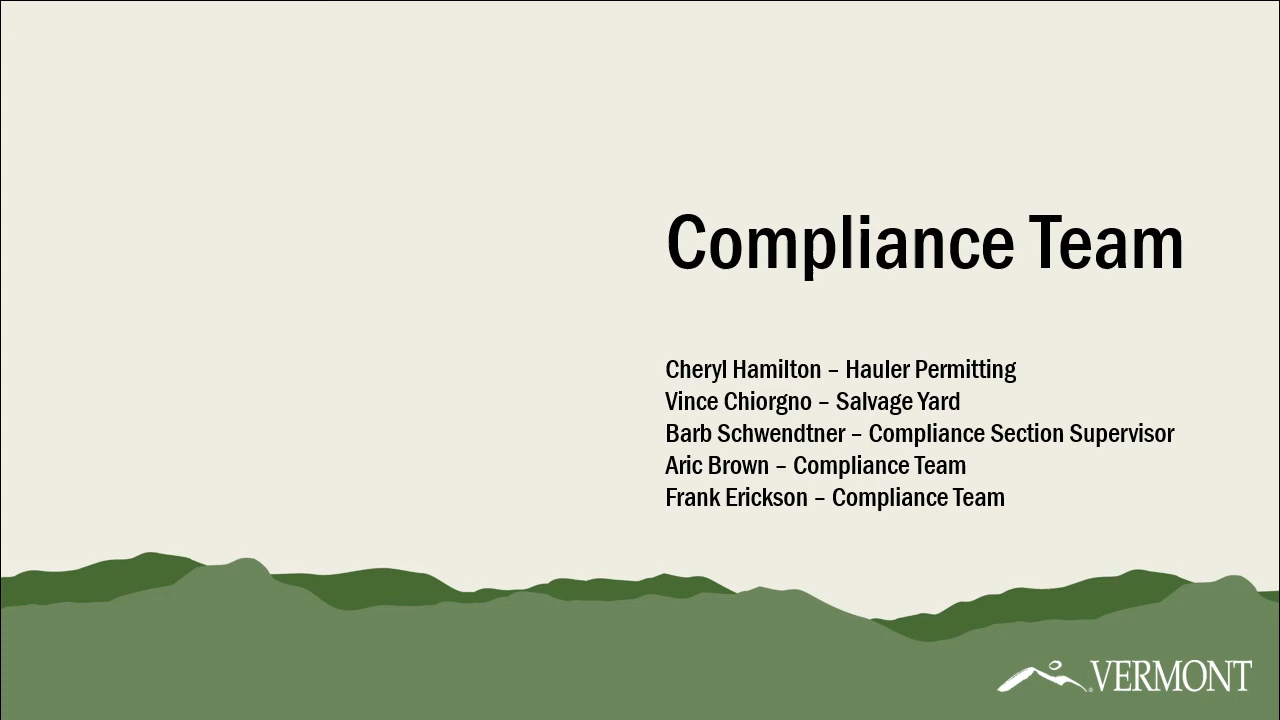 Compliance Team
Cheryl Hamilton – Hauler Permitting
Vince Chiorgno – Salvage Yard
Barb Schwendtner – Compliance Section Supervisor
Aric Brown – Compliance Team
Frank Erickson – Compliance Team
VERMONT